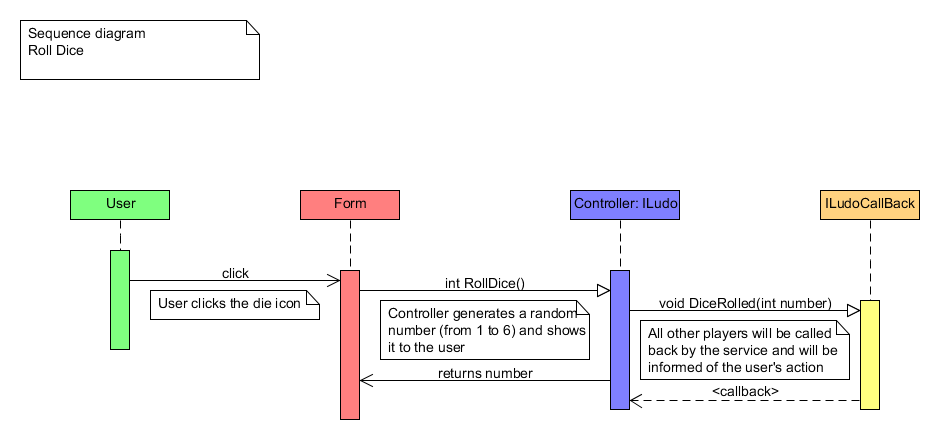 Sequence diagram
Roll Dice
User
Form
Controller: ILudo
ILudoCallBack
click
User clicks the die icon
int RollDice()
Controller generates a random
number (from 1 to 6) and shows
it to the user
void DiceRolled(int number)
All other players will be called
back by the service and will be
informed of the user's action
returns number
<callback>